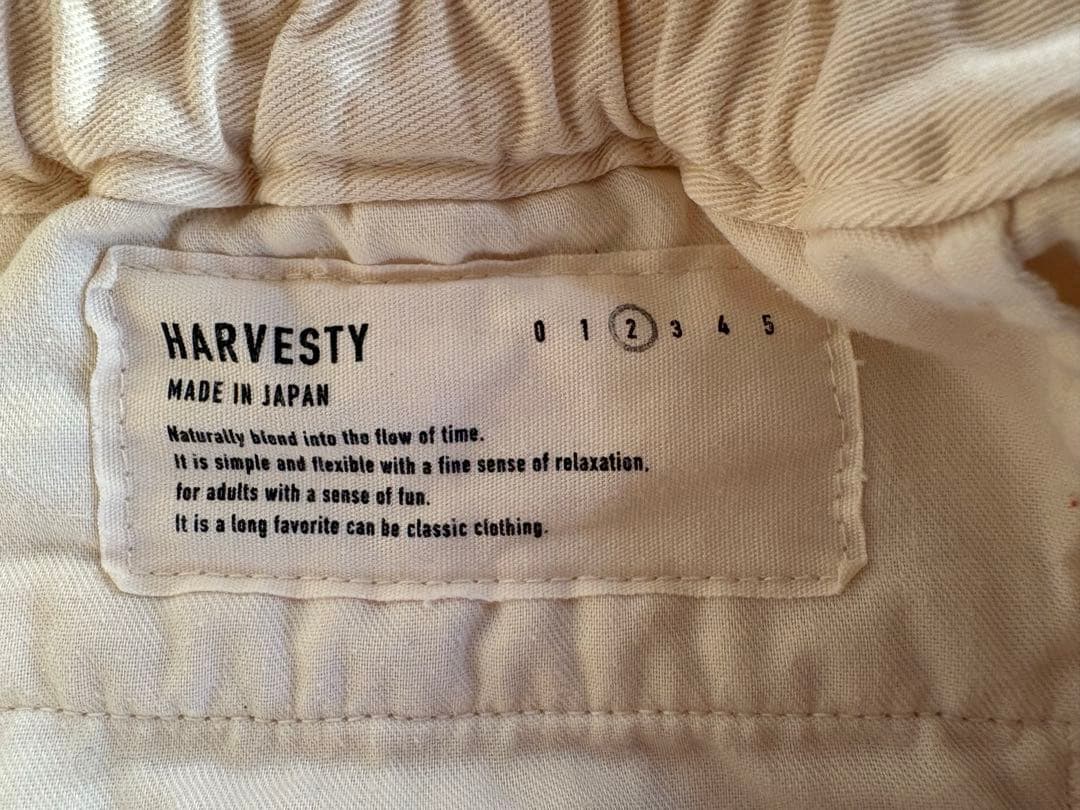 HARVESTY 0 1 2 3 4 5
MADE IN JAPAN
Naturally blend into the flow of time.
It is simple and flexible with a fine sense of relaxation,
for adults with a sense of fun.
It is a long favorite can be classic clothing.